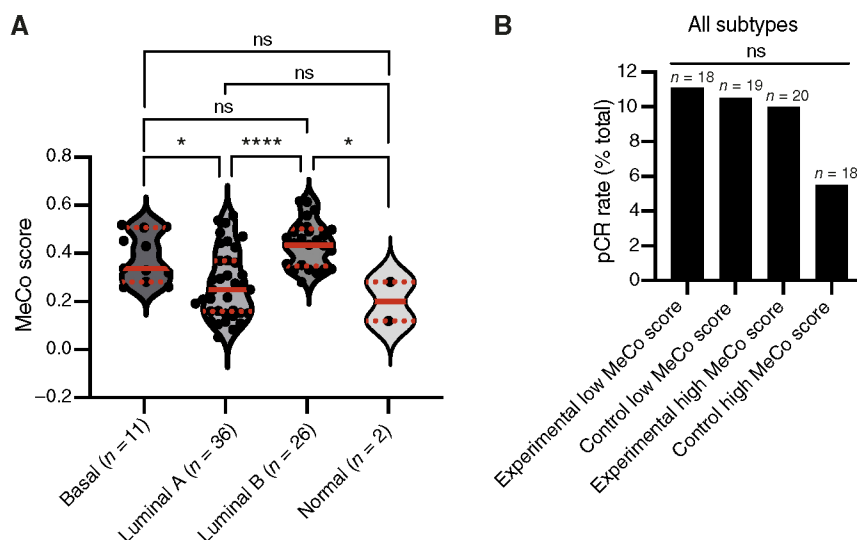 A
ns
ns
ns
*
****
*
0.8
0.6
0.4
0.2
0.0
−0.2
MeCo score
Basal (n = 11)
Luminal A (n = 36)
Luminal B (n = 26)
Normal (n = 2)
B
All subtypes
ns
12
10
8
6
4
2
0
pCR rate (% total)
n = 18
n = 19
n = 20
n = 18
Experimental low MeCo score
Control low MeCo score
Experimental high MeCo score
Control high MeCo score